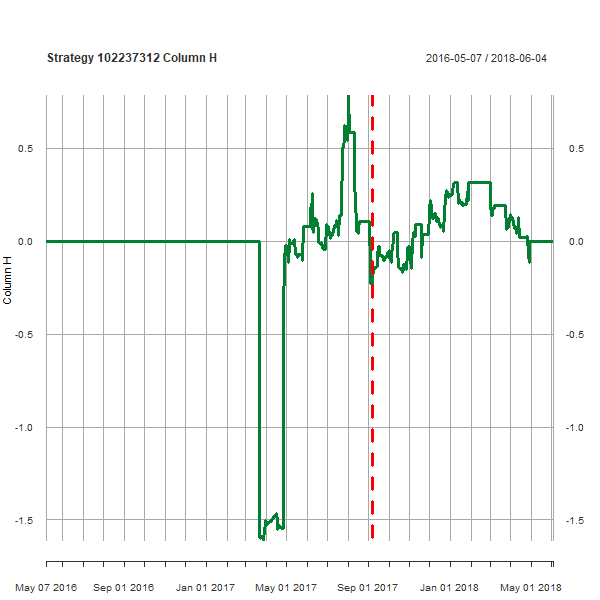 Strategy 102237312 Column H 2016-05-07 / 2018-06-04
0.5 0.5
0.0 0.0
-0.5 -0.5
-1.0 -1.0
-1.5 -1.5
Column H
May 07 2016 Sep 01 2016 Jan 01 2017 May 01 2017 Sep 01 2017 Jan 01 2018 May 01 2018